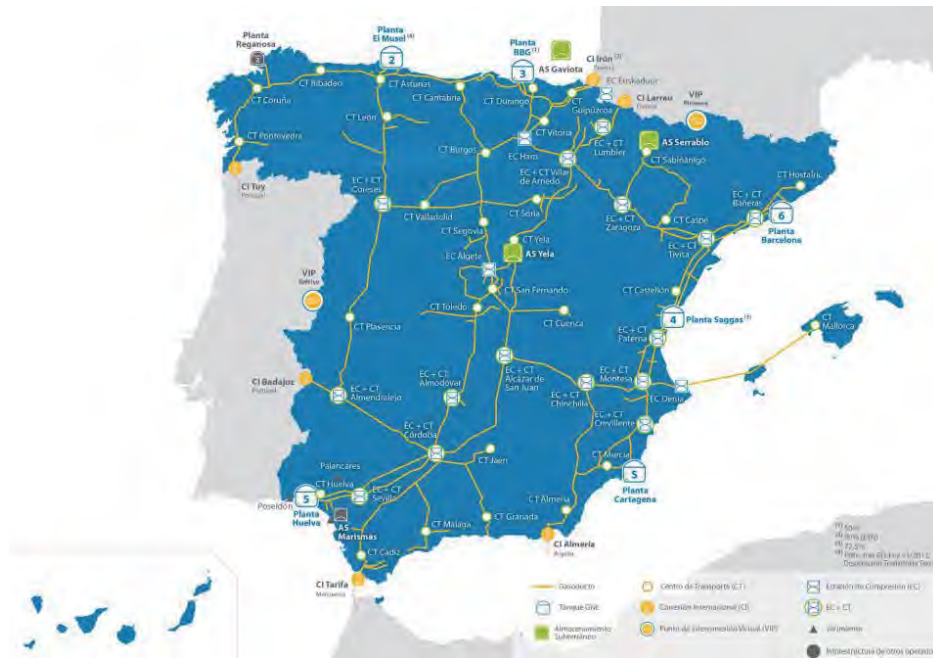 Planta
Reganosa
Planta
El Musel (4)
2
Planta
BBG (1)
3
AS Gaviota
CI Irún
EC Euskadour
CI Larrau
VIP
CT Ribadeo
CT Asturias
CT Cantabria
CT Durango
CT
Guipúzcoa
CT Coruña
CT León
CT Vitoria
EC + CT
Lumbier
AS Serrablo
CT Pontevedra
CT Burgos
EC Haro
CT Sabiñánigo
EC + CT Villar
de Arnedo
CT Hostalric
CI Tuy
Portugal
EC + CT
Coreses
EC + CT
Bañeras
6
Planta
Barcelona
CT Valladolid
CT Soria
EC + CT
Zaragoza
CT Caspe
EC + CT
Tivisa
CT Segovia
CT Yela
AS Yela
EC Algete
VIP
CT San Fernando
CT Castellón
CT Toledo
CT Cuenca
4
Planta Saggas
CT
Mallorca
CT Plasencia
EC + CT
Paterna
CI Badajoz
Portugal
EC + CT
Almendralejo
EC + CT
Almodóvar
EC + CT
Alcázar de
San Juan
EC + CT
Montesa
EC + CT
Chinchilla
EC Denia
EC + CT
Córdoba
EC + CT
Crevillente
CT Jaén
CT Murcia
5
Planta
Cartagena
Palancares
CT Huelva
EC + CT
Sevilla
Poseidón
5
Planta
Huelva
AS
Marismas
CT Málaga
CT Granada
CT Almería
CI Almería
Argelia
CT Cádiz
CI Tarifa
Marruecos
(1) 50%
Gasoducto
Centro de Transporte (CT)
Estación de Compresión (EC)
Tanque GNL
Conexión Internacional (CI)
EC + CT
Almacenamiento
Subterráneo
Punto de Interconexión Virtual (VIP)
Yacimiento
Infraestructura de otros operado